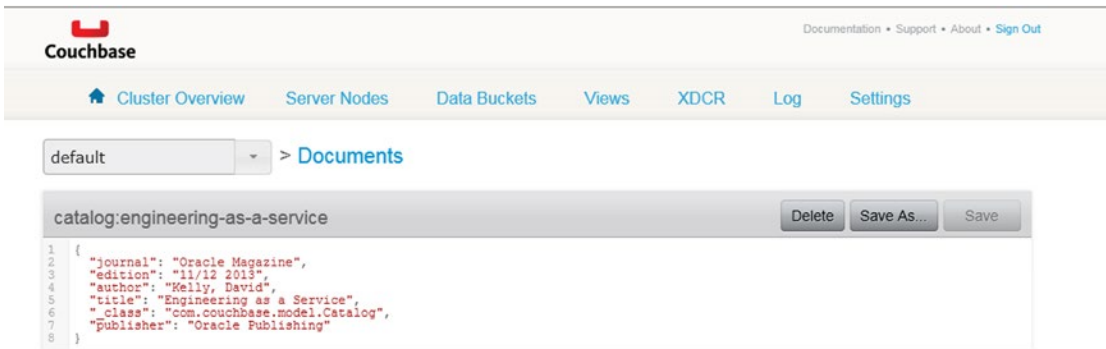 Couchbase
Documentation • Support • About • Sign Out
Cluster Overview Server Nodes Data Buckets Views XDCR Log Settings
default > Documents
catalog:engineering-as-a-service Delete Save As... Save
1 {
2 "journal": "Oracle Magazine",
3 "edition": "11/12 2013",
4 "author": "Kelly, David",
5 "title": "Engineering as a Service",
6 "_class": "com.couchbase.model.Catalog",
7 "publisher": "Oracle Publishing"
8 }